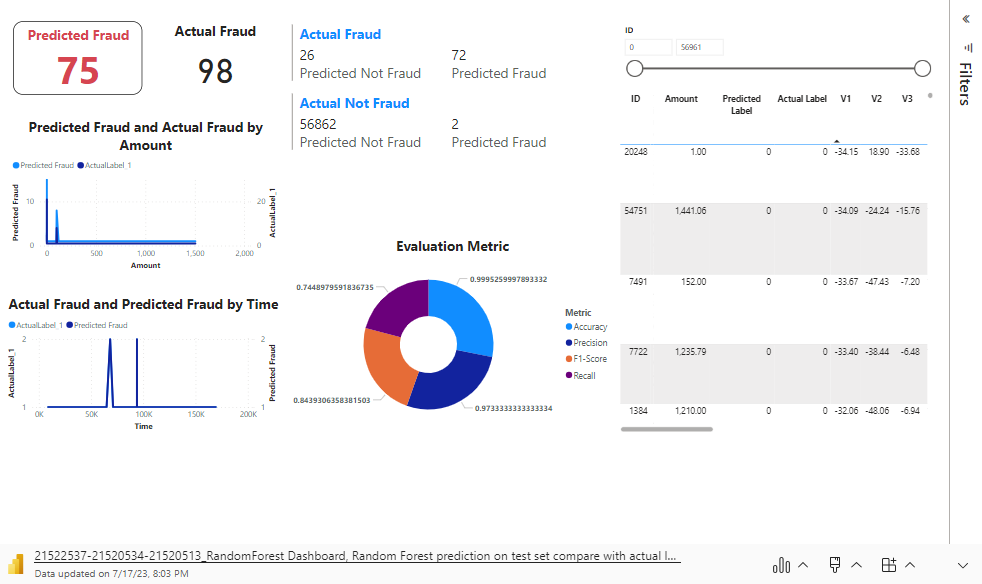 Predicted Fraud
75
Actual Fraud
98
Actual Fraud
26
72
Predicted Not Fraud
Predicted Fraud
Actual Not Fraud
56862
2
Predicted Not Fraud
Predicted Fraud
Predicted Fraud and Actual Fraud by
Amount
Predicted Fraud ActualLabel_1
Predicted Fraud
10
0
20
0
ActualLabel_1
0 500 1,000 1,500 2,000
Amount
Actual Fraud and Predicted Fraud by Time
ActualLabel_1 Predicted Fraud
ActualLabel_1
2
1
2
1
Predicted Fraud
0K 50K 100K 150K 200K
Time
Evaluation Metric
0.7448979591836735
0.9995259997893332
0.8439306358381503
0.9733333333333334
Metric
Accuracy
Precision
F1-Score
Recall
ID
0 56961
ID Amount Predicted Label Actual Label V1 V2 V3
20248 1.00 0 0 -34.15 18.90 -33.68
54751 1,441.06 0 0 -34.09 -24.24 -15.76
7491 152.00 0 0 -33.67 -47.43 -7.20
7722 1,235.79 0 0 -33.40 -38.44 -6.48
1384 1,210.00 0 0 -32.06 -48.06 -6.94
Filters
21522537-21520534-21520513_RandomForest Dashboard, Random Forest prediction on test set compare with actual l...
Data updated on 7/17/23, 8:03 PM